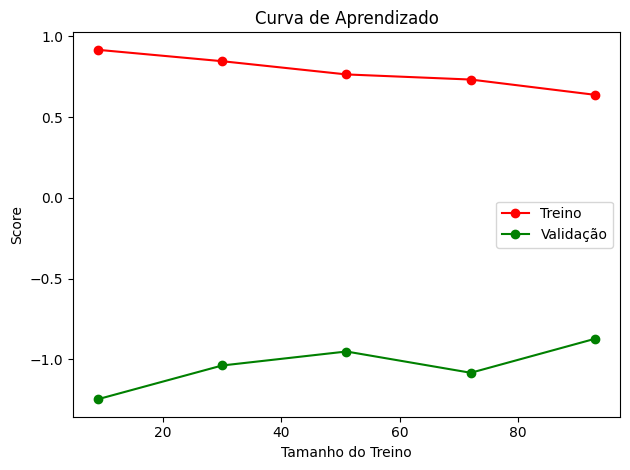 Curva de Aprendizado
1.0
0.5
0.0
−0.5
−1.0
Score
Treino
Validação
20
40
60
80
Tamanho do Treino